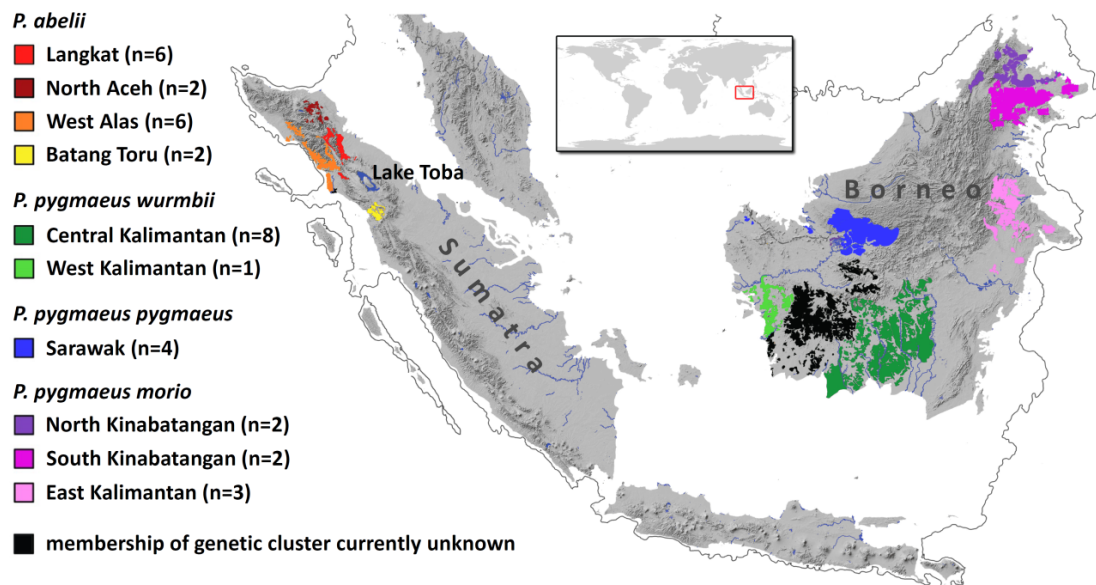 P. abelii
Langkat (n=6)
North Aceh (n=2)
West Alas (n=6)
Batang Toru (n=2)
P. pygmaeus wurmbii
Central Kalimantan (n=8)
West Kalimantan (n=1)
P. pygmaeus pygmaeus
Sarawak (n=4)
P. pygmaeus morio
North Kinabatangan (n=2)
South Kinabatangan (n=2)
East Kalimantan (n=3)
membership of genetic cluster currently unknown
Lake Toba
Sumatra
Borneo